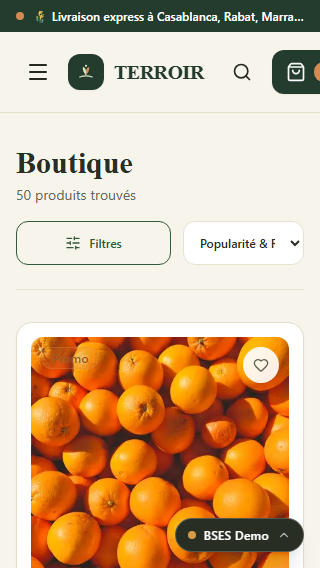 Livraison express à Casablanca, Rabat, Marra...
TERROIR
Boutique
50 produits trouvés
Filtres
Popularité & F
BSES Demo